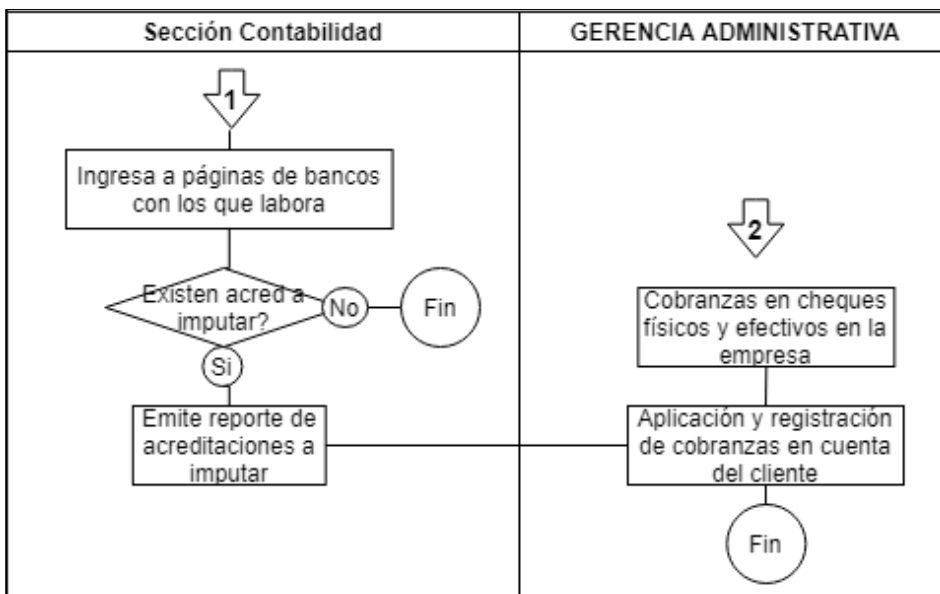 Sección Contabilidad
GERENCIA ADMINISTRATIVA
1
Ingresa a páginas de bancos
con los que labora
Existen acred a
imputar?
No
Fin
Si
Emite reporte de
acreditaciones a
imputar
2
Cobranzas en cheques
físicos y efectivos en la
empresa
Aplicación y registración
de cobranzas en cuenta
del cliente
Fin